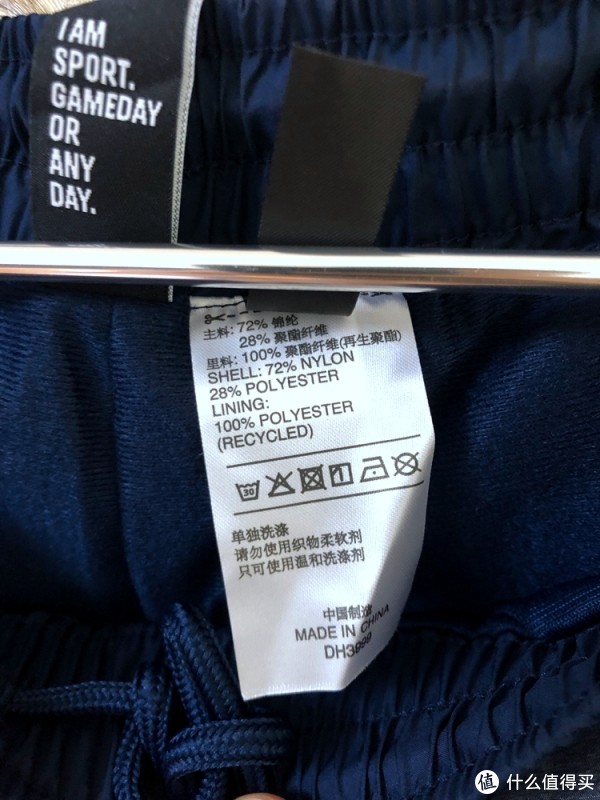 I AM
SPORT.
GAMEDAY
OR
ANY
DAY.
主料: 72% 锦纶
28% 聚酯纤维
里料: 100% 聚酯纤维(再生聚酯)
SHELL: 72% NYLON
28% POLYESTER
LINING:
100% POLYESTER
(RECYCLED)
30
单独洗涤
请勿使用织物柔软剂
只可使用温和洗涤剂
中国制造
MADE IN CHINA
DH3999
值 什么值得买